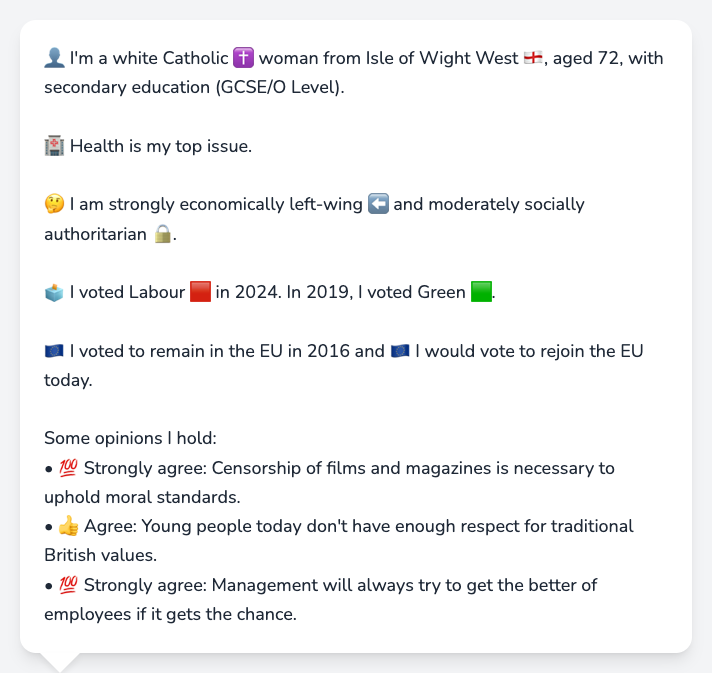 👤 I'm a white Catholic ✝️ woman from Isle of Wight West 🏴󠁧󠁢󠁥󠁮󠁧󠁿, aged 72, with
secondary education (GCSE/O Level).
🏥 Health is my top issue.
🤔 I am strongly economically left-wing ⬅️ and moderately socially
authoritarian 🔒.
🗳️ I voted Labour 🟥 in 2024. In 2019, I voted Green 🟩.
🇪🇺 I voted to remain in the EU in 2016 and 🇪🇺 I would vote to rejoin the EU
today.
Some opinions I hold:
• 💯 Strongly agree: Censorship of films and magazines is necessary to
uphold moral standards.
• 👍 Agree: Young people today don't have enough respect for traditional
British values.
• 💯 Strongly agree: Management will always try to get the better of
employees if it gets the chance.